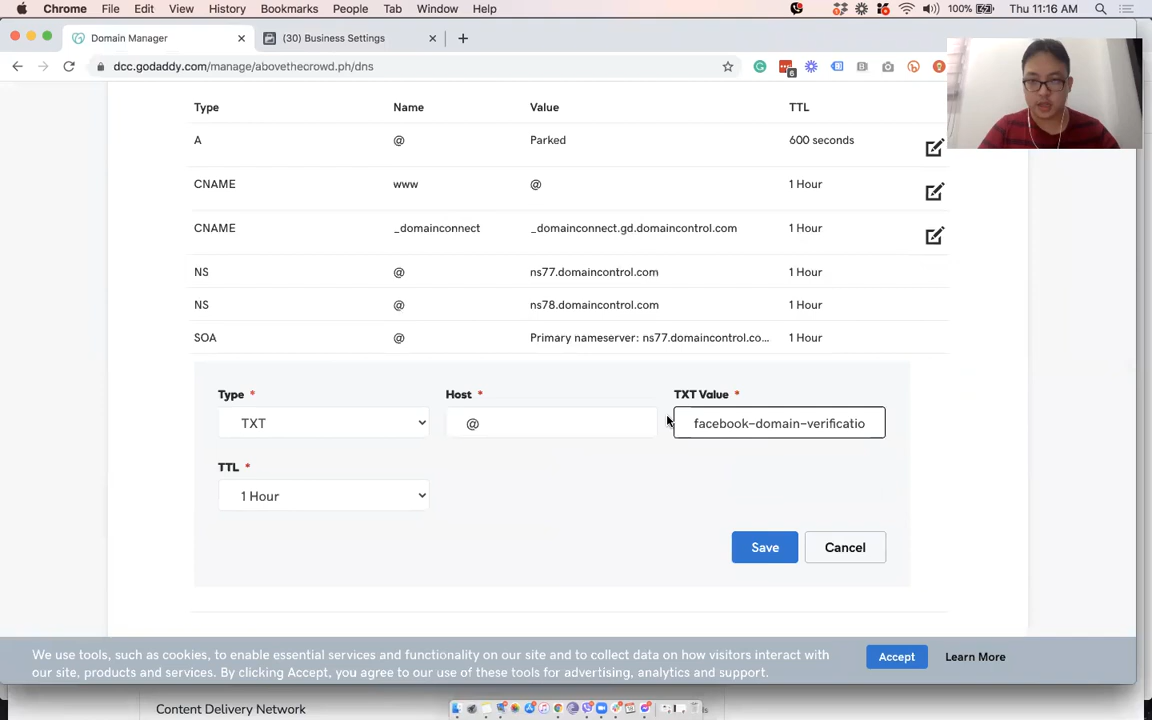 Chrome File Edit View History Bookmarks People Tab Window Help 100% Thu 11:16 AM
Domain Manager (30) Business Settings
dcc.godaddy.com/manage/abovethecrowd.ph/dns
6
Type Name Value TTL
A @ Parked 600 seconds
CNAME www @ 1 Hour
CNAME _domainconnect _domainconnect.gd.domaincontrol.com 1 Hour
NS @ ns77.domaincontrol.com 1 Hour
NS @ ns78.domaincontrol.com 1 Hour
SOA @ Primary nameserver: ns77.domaincontrol.co... 1 Hour
Type * Host * TXT Value *
TXT @ facebook-domain-verificatio
TTL *
1 Hour
Save Cancel
We use tools, such as cookies, to enable essential services and functionality on our site and to collect data on how visitors interact with
our site, products and services. By clicking Accept, you agree to our use of these tools for advertising, analytics and support.
Accept Learn More
Content Delivery Network